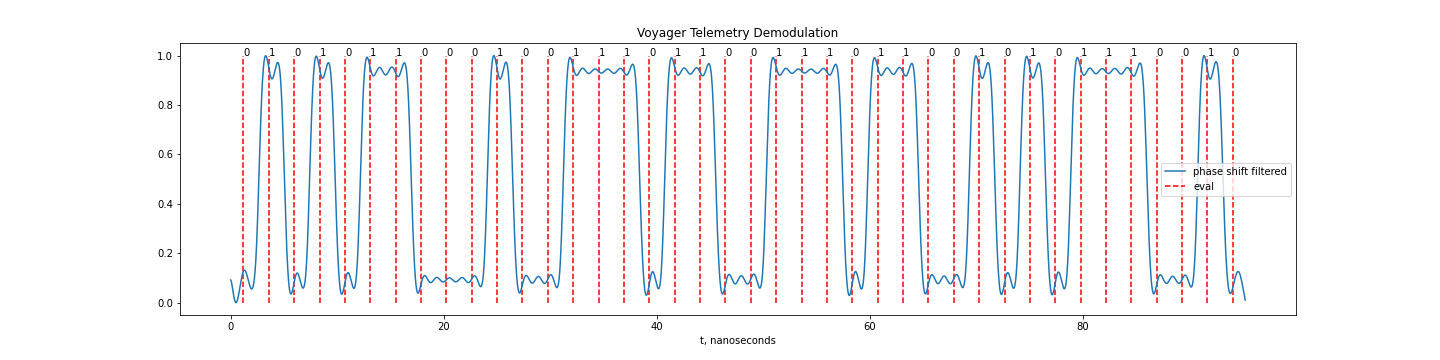 Voyager Telemetry Demodulation
0 1 0 1 0 1 1 0 0 0 1 0 0 1 1 1 0 1 1 0 0 1 1 1 0 1 1 0 0 1 0 1 0 1 1 1 0 0 1 0
1.0
0.8
0.6
0.4
0.2
0.0
phase shift filtered
eval
0 20 40 60 80
t, nanoseconds